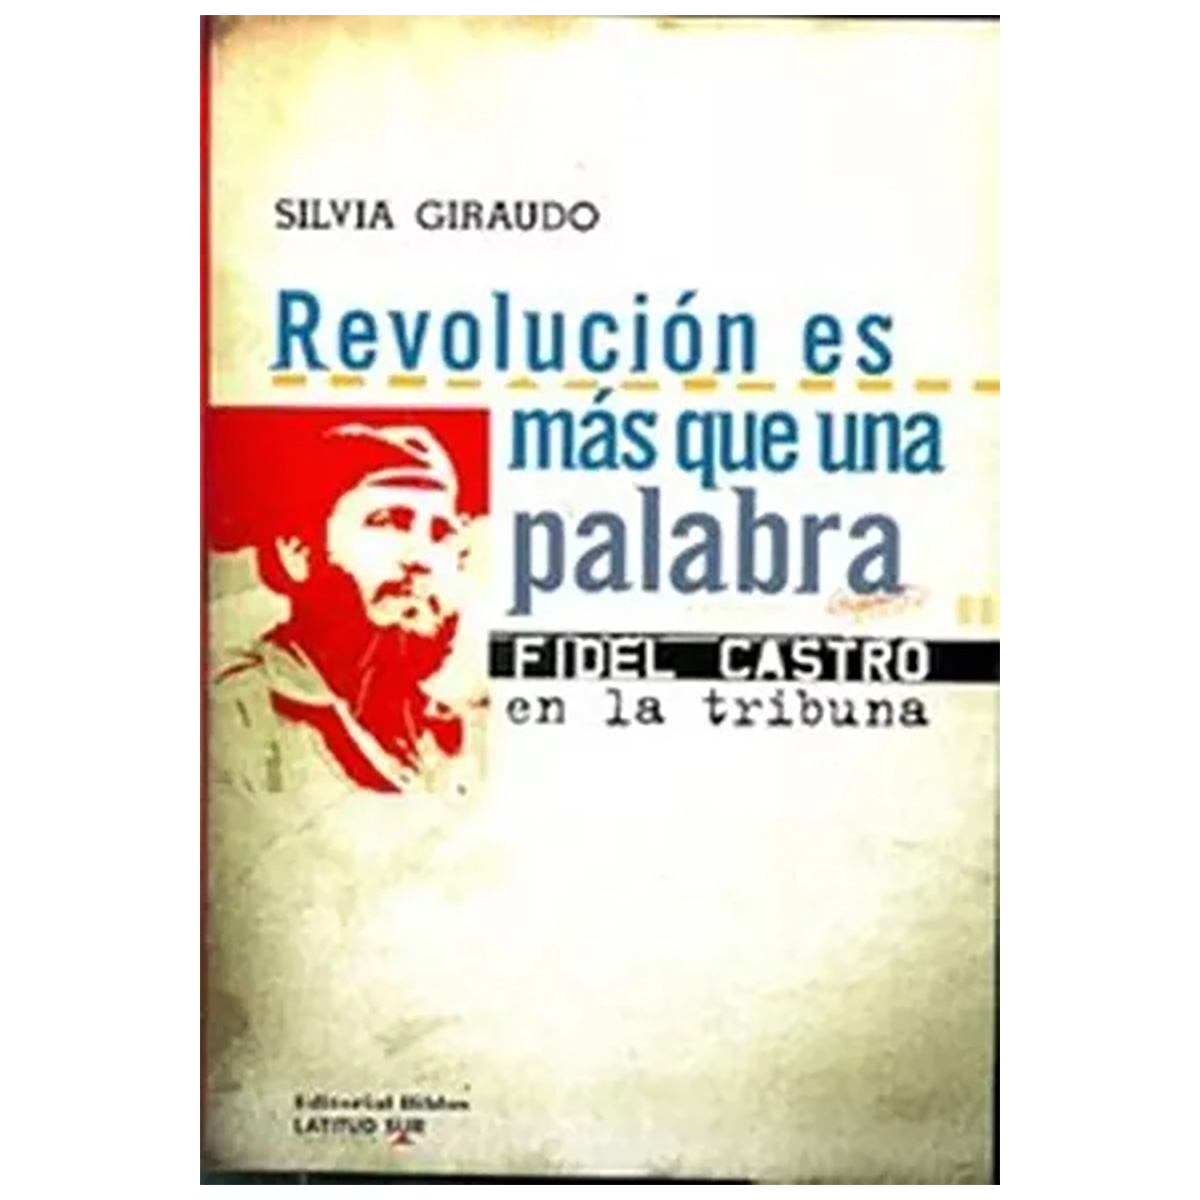 SILVIA GIRAUDO
Revolución es
más que una
palabra
FIDEL CASTRO
en la tribuna
Editorial Biblos
LATITUD SUR